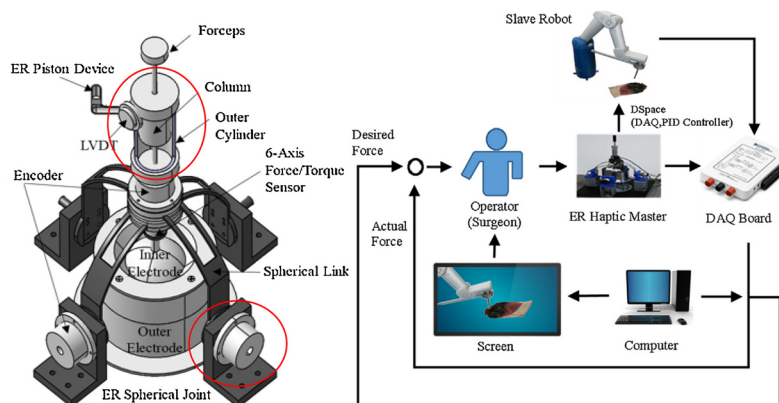 Forceps
ER Piston Device
Column
Outer
Cylinder
LVDT
6-Axis
Force/Torque
Sensor
Encoder
Inner
Electrode
Spherical Link
Outer
Electrode
ER Spherical Joint
Slave Robot
DSpace
(DAQ,PID Controller)
Desired
Force
Operator
(Surgeon)
ER Haptic Master
DAQ Board
Actual
Force
Screen
Computer